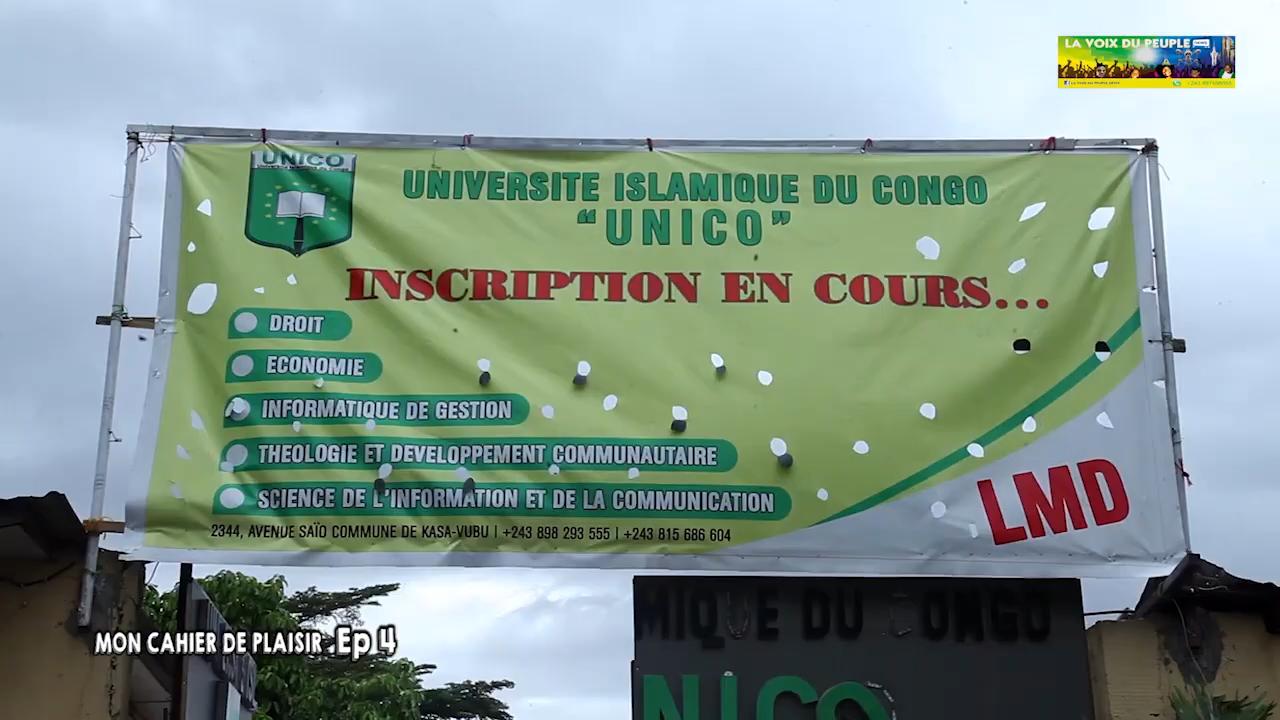 LA VOIX DU PEUPLE
UNICO
UNIVERSITE ISLAMIQUE DU CONGO
“UNICO”
INSCRIPTION EN COURS...
DROIT
ECONOMIE
INFORMATIQUE DE GESTION
THEOLOGIE ET DEVELOPPEMENT COMMUNAUTAIRE
SCIENCE DE L'INFORMATION ET DE LA COMMUNICATION
2344, AVENUE SAÏO COMMUNE DE KASA-VUBU | +243 898 293 555 | +243 815 686 604
LMD
MIQUE DU CONGO
NICO
MON CAHIER DE PLAISIR .Ep4